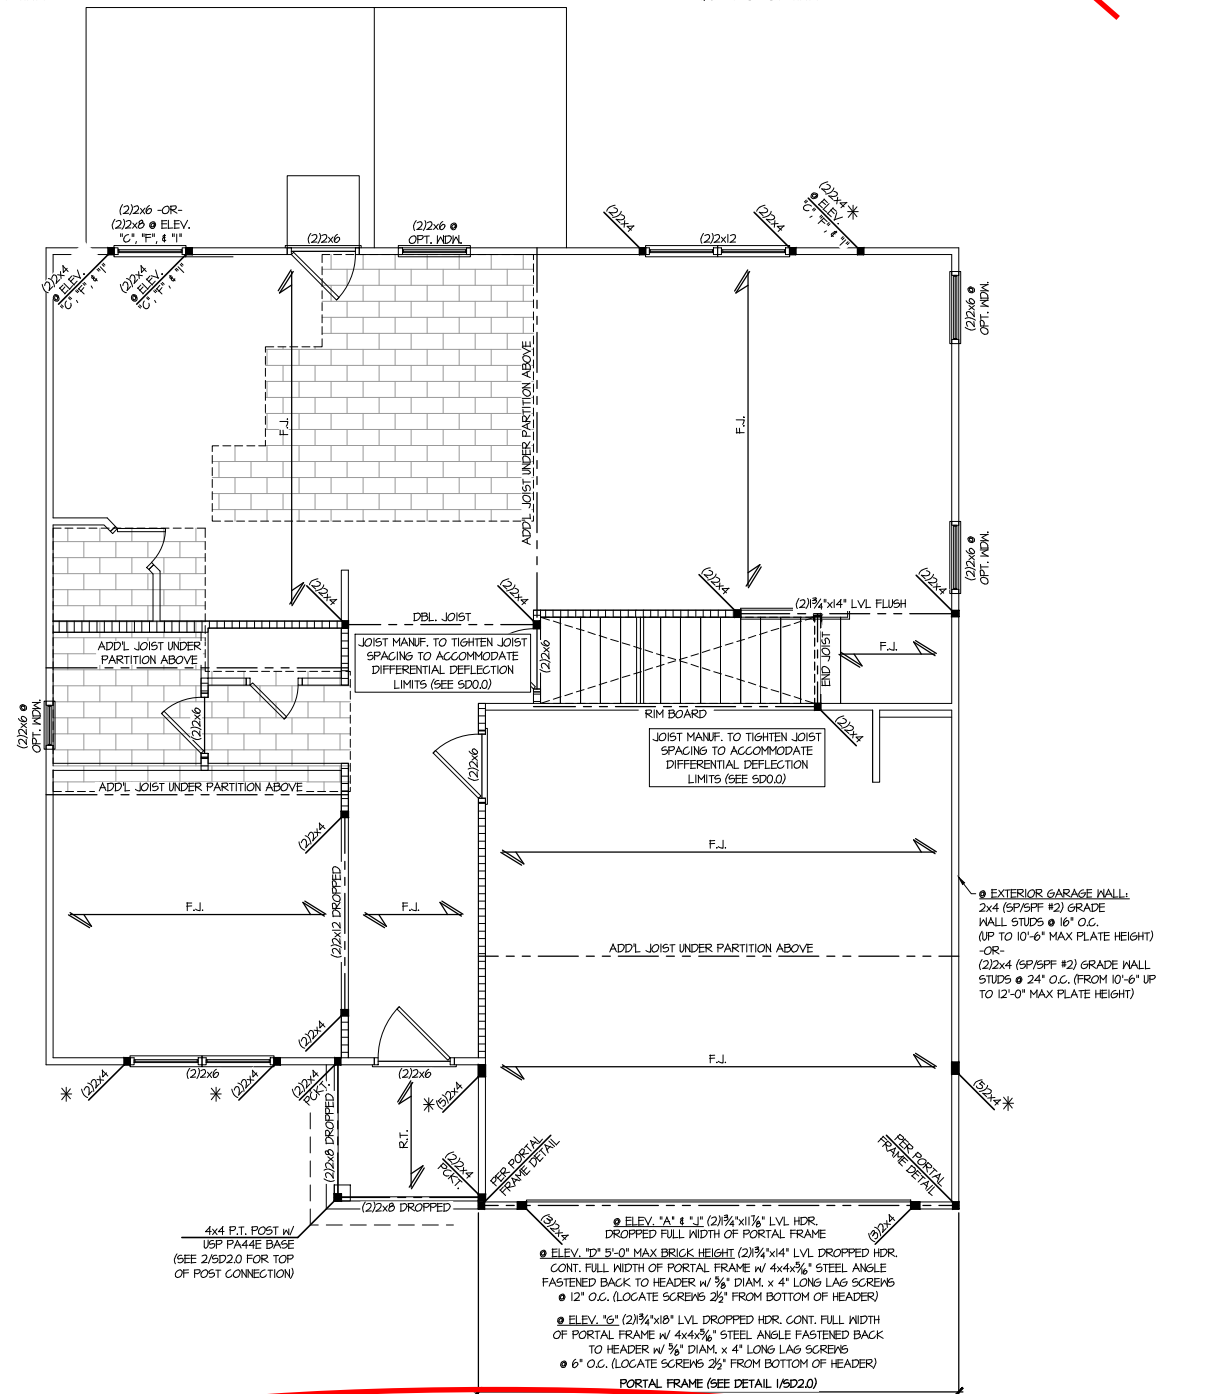 (2)2x6 -OR-
(2)2x8 @ ELEV.
"C", "F", & "I"
(2)2x6
(2)2x6 @
OPT. WDW.
(2)2x4
(2)2x12
(2)2x4
(2)2x4 *
@ ELEV.
"C", "F", & "I"
(2)2x4
@ ELEV.
"C", "F", & "I"
(2)2x4
@ ELEV.
"C", "F", & "I"
(2)2x6 @
OPT. WDW.
F.J.
ADD'L JOIST UNDER PARTITION ABOVE
F.J.
(2)2x6 @
OPT. WDW.
(2)2x4
(2)2x4
(2)2x4
(2)2x4
DBL. JOIST
(2)1¾"x14" LVL FLUSH
ADD'L JOIST UNDER
PARTITION ABOVE
JOIST MANUF. TO TIGHTEN JOIST
SPACING TO ACCOMMODATE
DIFFERENTIAL DEFLECTION
LIMITS (SEE SD0.0)
(2)2x6
END JOIST
F.J.
(2)2x6 @
OPT. WDW.
(2)2x6
RIM BOARD
(2)2x4
(2)2x6
JOIST MANUF. TO TIGHTEN JOIST
SPACING TO ACCOMMODATE
DIFFERENTIAL DEFLECTION
LIMITS (SEE SD0.0)
ADD'L JOIST UNDER PARTITION ABOVE
(2)2x4
F.J.
(2)2x12 DROPPED
F.J.
F.J.
@ EXTERIOR GARAGE WALL:
2x4 (SP/SPF #2) GRADE
WALL STUDS @ 16" O.C.
(UP TO 10'-6" MAX PLATE HEIGHT)
-OR-
(2)2x4 (SP/SPF #2) GRADE WALL
STUDS @ 24" O.C. (FROM 10'-6" UP
TO 12'-0" MAX PLATE HEIGHT)
ADD'L JOIST UNDER PARTITION ABOVE
(2)2x4
F.J.
* (2)2x4
(2)2x6
* (2)2x4
(2)2x4
PCKT.
(2)2x6
* (5)2x4
(5)2x4 *
(2)2x8 DROPPED
R.T.
(2)2x4
PCKT.
PER PORTAL
FRAME DETAIL
PER PORTAL
FRAME DETAIL
(2)2x8 DROPPED
(3)2x4
(3)2x4
4x4 P.T. POST W/
USP PA44E BASE
(SEE 2/SD2.0 FOR TOP
OF POST CONNECTION)
@ ELEV. "A" & "J" (2)1¾"x11⅞" LVL HDR.
DROPPED FULL WIDTH OF PORTAL FRAME
@ ELEV. "D" 5'-0" MAX BRICK HEIGHT (2)1¾"x14" LVL DROPPED HDR.
CONT. FULL WIDTH OF PORTAL FRAME W/ 4x4x5/16" STEEL ANGLE
FASTENED BACK TO HEADER W/ ⅝" DIAM. x 4" LONG LAG SCREWS
@ 12" O.C. (LOCATE SCREWS 2½" FROM BOTTOM OF HEADER)
@ ELEV. "G" (2)1¾"x18" LVL DROPPED HDR. CONT. FULL WIDTH
OF PORTAL FRAME W/ 4x4x5/16" STEEL ANGLE FASTENED BACK
TO HEADER W/ ⅝" DIAM. x 4" LONG LAG SCREWS
@ 6" O.C. (LOCATE SCREWS 2½" FROM BOTTOM OF HEADER)
PORTAL FRAME (SEE DETAIL 1/SD2.0)